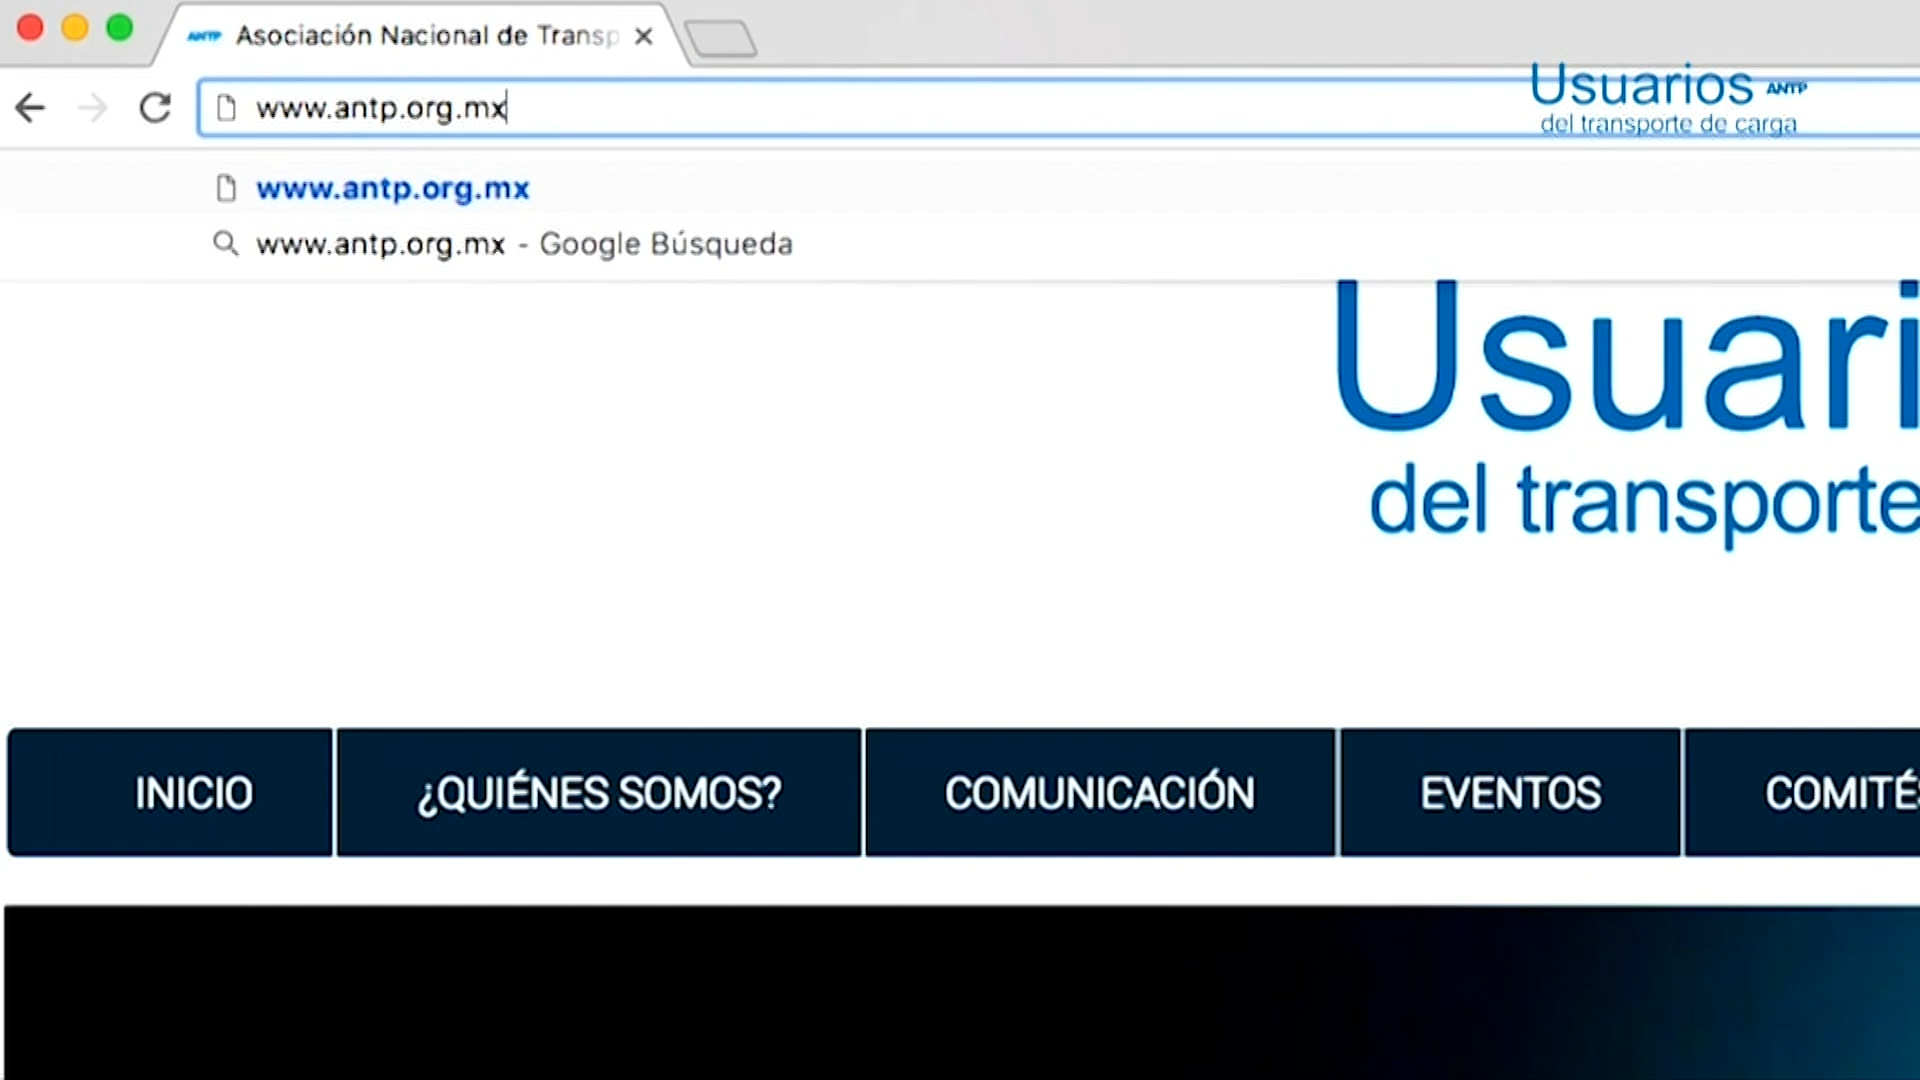 ANTP Asociación Nacional de Transp
www.antp.org.mx
Usuarios ANTP
del transporte de carga
www.antp.org.mx
www.antp.org.mx - Google Búsqueda
Usuari
del transporte
INICIO
¿QUIÉNES SOMOS?
COMUNICACIÓN
EVENTOS
COMITÉS